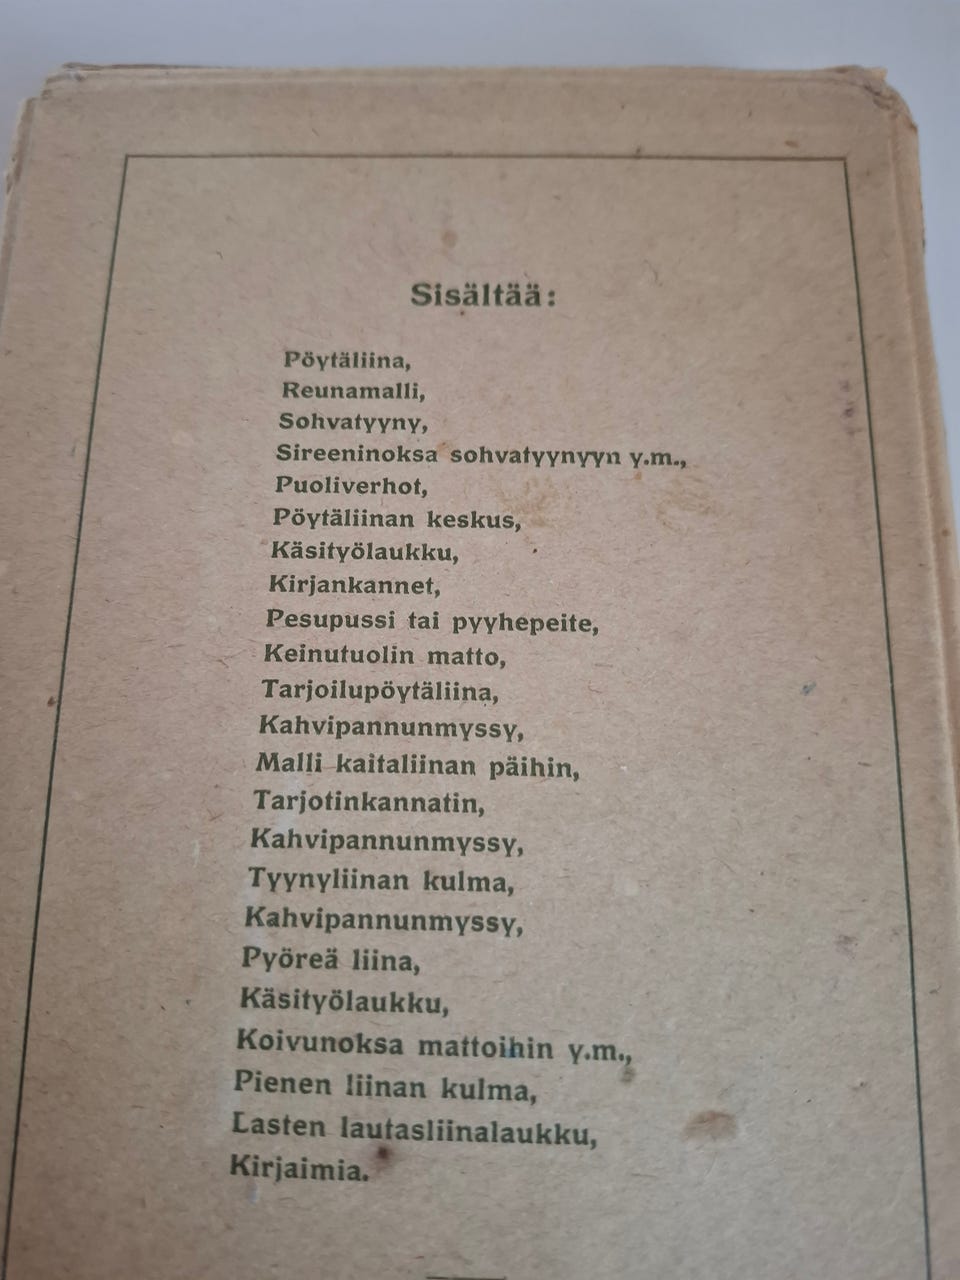 Sisältää:
Pöytäliina,
Reunamalli,
Sohvatyyny,
Sireeninoksa sohvatyynyyn y.m.,
Puoliverhot,
Pöytäliinan keskus,
Käsityölaukku,
Kirjankannet,
Pesupussi tai pyyhepeite,
Keinutuolin matto,
Tarjoilupöytäliina,
Kahvipannunmyssy,
Malli kaitaliinan päihin,
Tarjotinkannatin,
Kahvipannunmyssy,
Tyynyliinan kulma,
Kahvipannunmyssy,
Pyöreä liina,
Käsityölaukku,
Koivunoksa mattoihin y.m.,
Pienen liinan kulma,
Lasten lautasliinalaukku,
Kirjaimia.